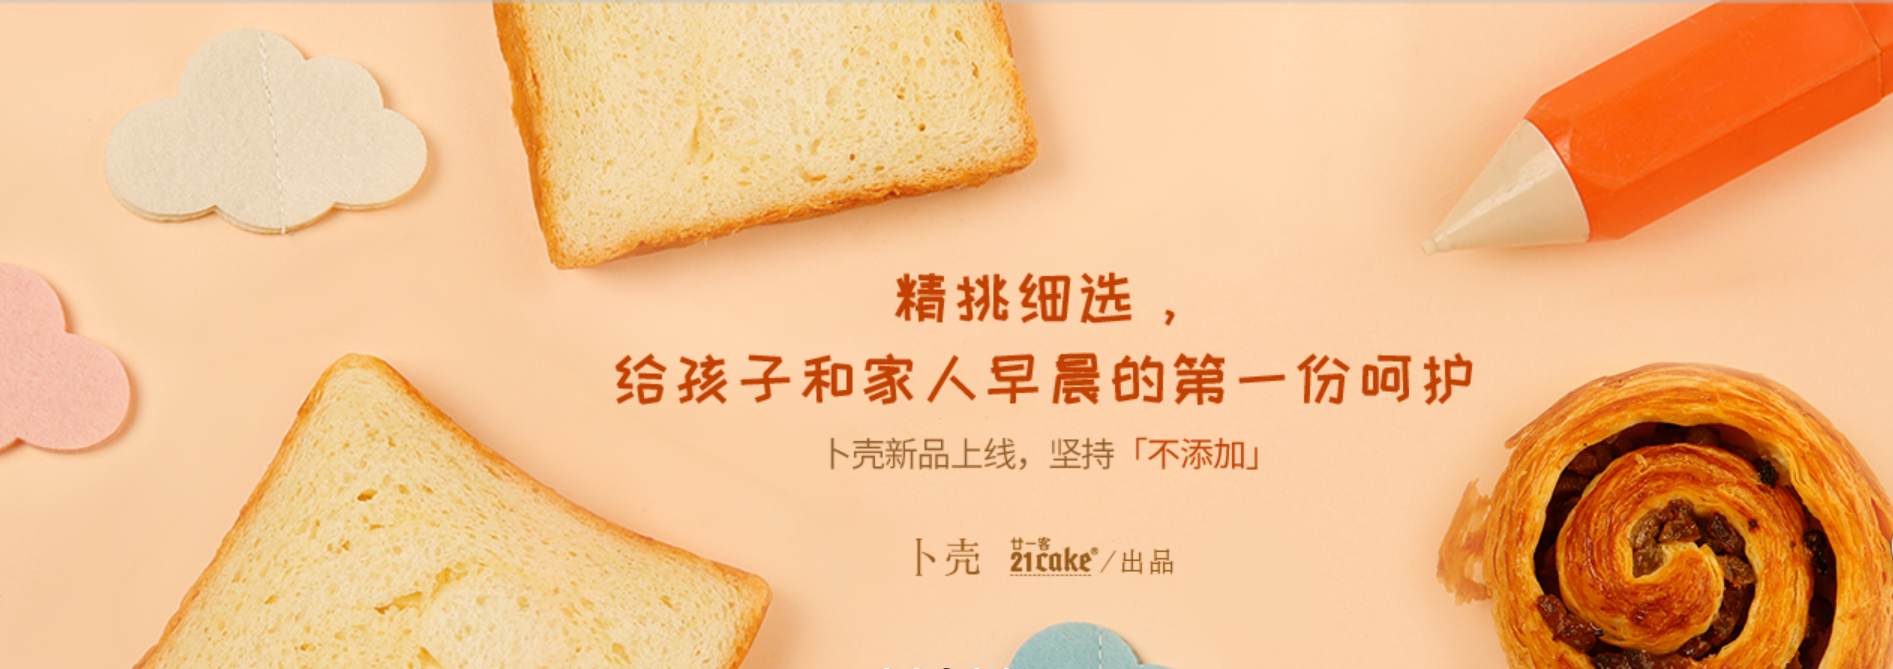 精挑细选，
给孩子和家人早晨的第一份呵护
卜壳新品上线，坚持「不添加」
卜壳 廿一客 21cake® / 出品